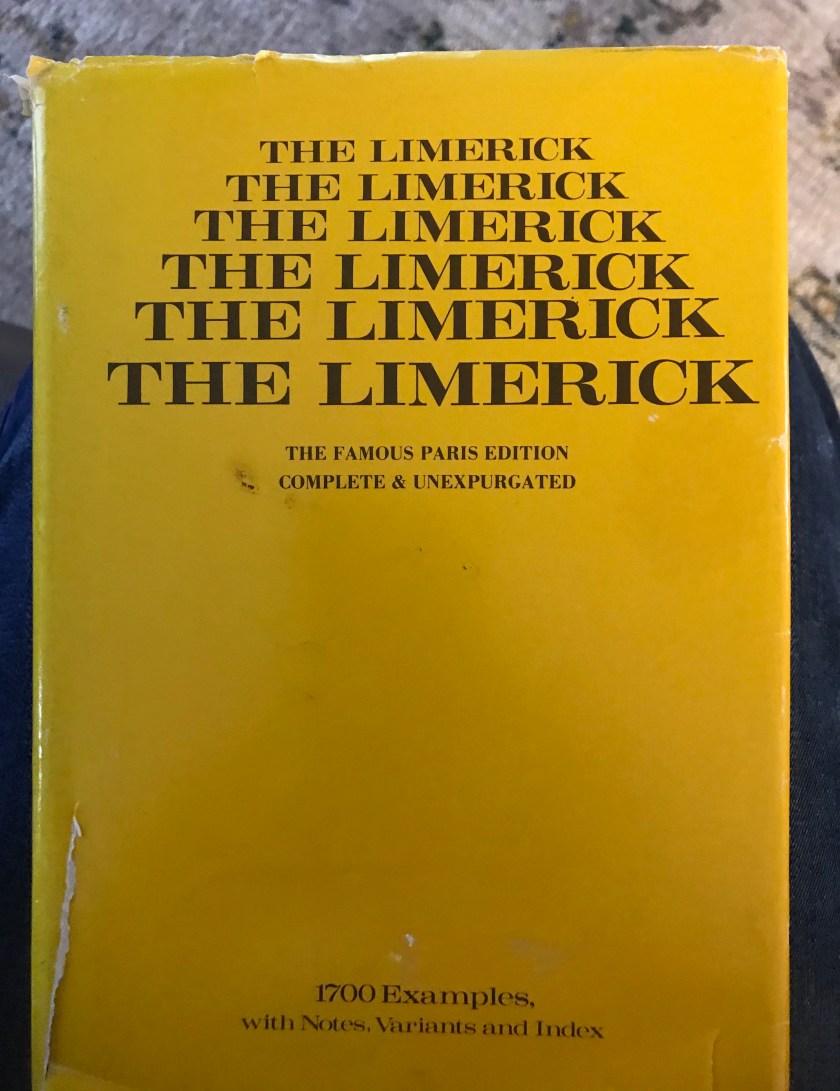 THE LIMERICK
THE LIMERICK
THE LIMERICK
THE LIMERICK
THE LIMERICK
THE LIMERICK
THE FAMOUS PARIS EDITION
COMPLETE & UNEXPURGATED
1700 Examples,
with Notes, Variants and Index